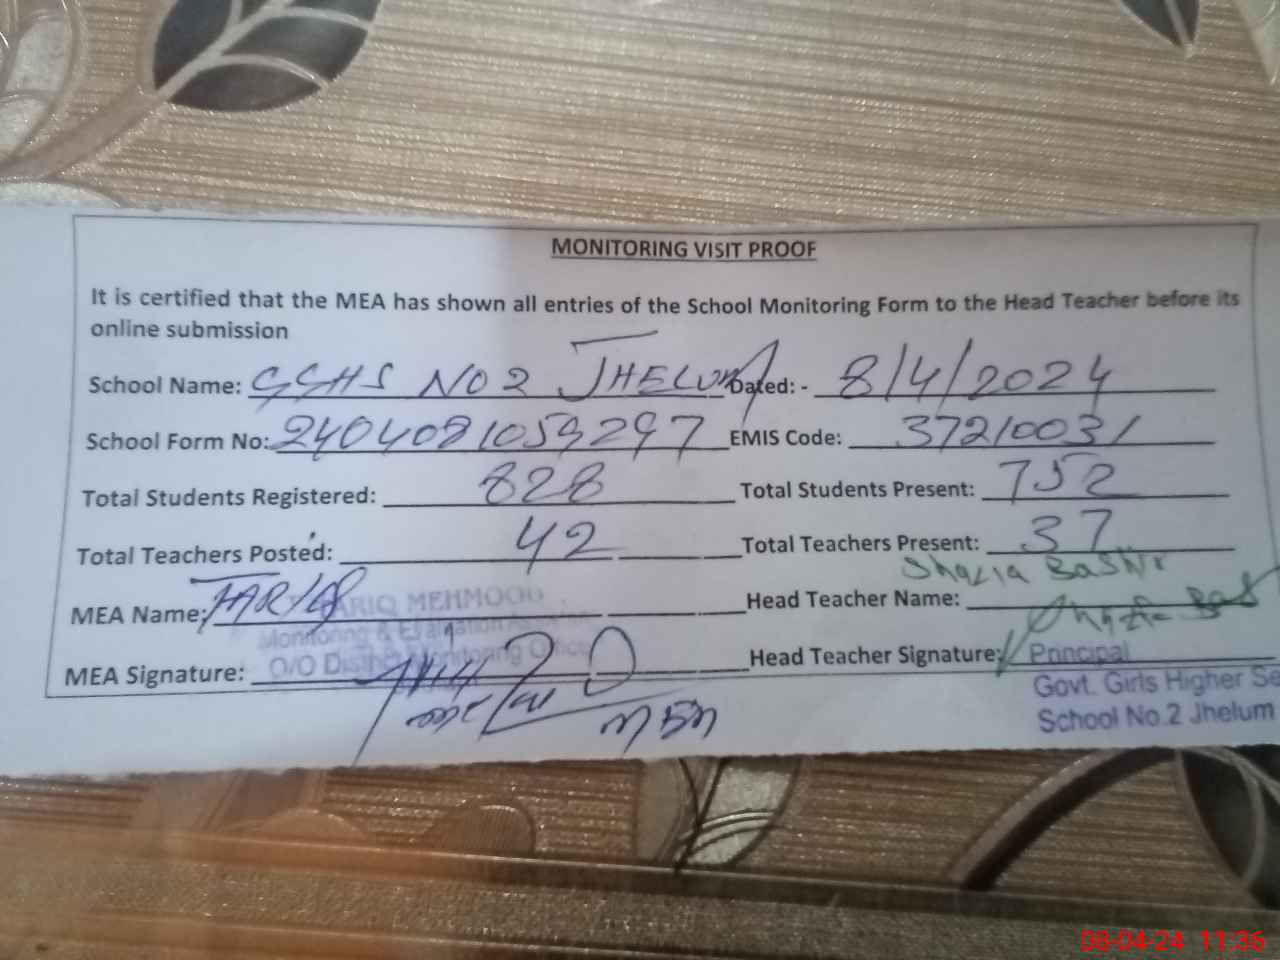 MONITORING VISIT PROOF
It is certified that the MEA has shown all entries of the School Monitoring Form to the Head Teacher before its
online submission
School Name: GGHS NO 2 JHELUM Dated: - 8/4/2024
School Form No: 2404081059297 EMIS Code: 37210031
Total Students Registered: 828 Total Students Present: 752
Total Teachers Posted: 42 Total Teachers Present: 37
Shazia Bashir
MEA Name: TARIQ Head Teacher Name:
TARIQ MEHMOOD
Monitoring & Evaluation
O/O District Monitoring Office
MEA Signature: Head Teacher Signature:
Principal
Govt. Girls Higher Se
School No.2 Jhelum
08-04-24 11:36